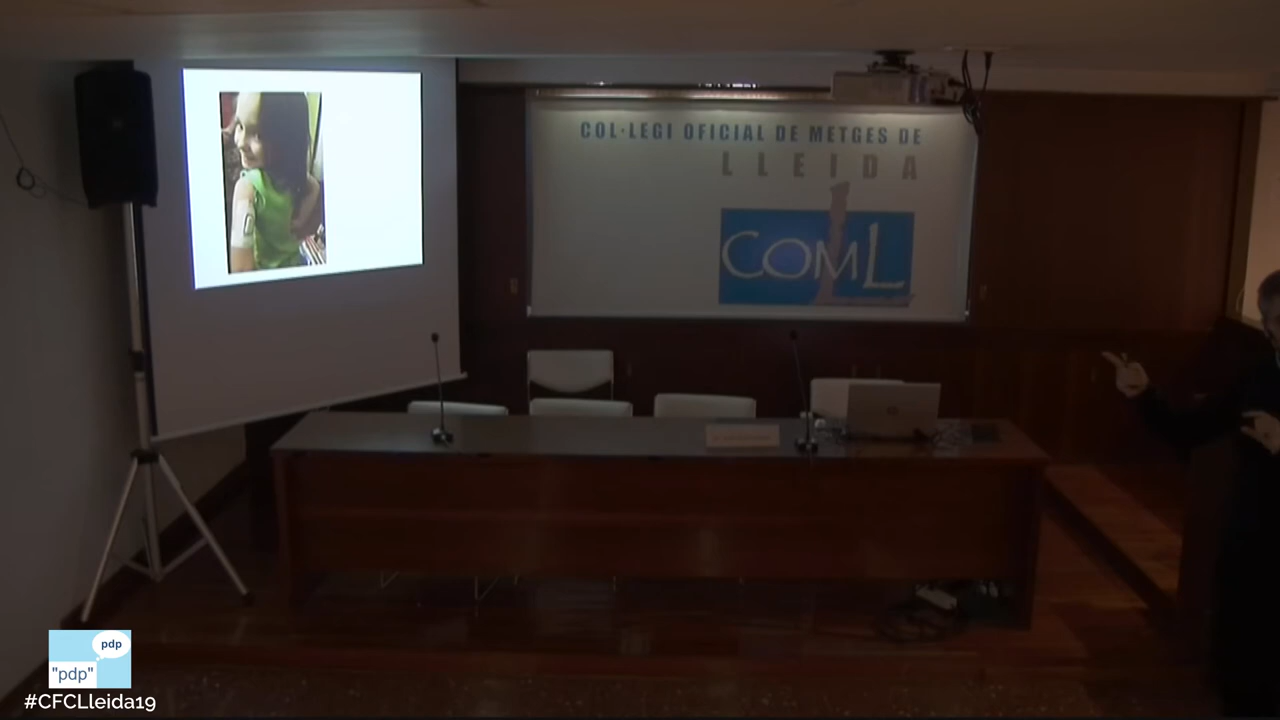 COL·LEGI OFICIAL DE METGES DE
LLEIDA
COML
pdp
"pdp"
#CFCLleida19